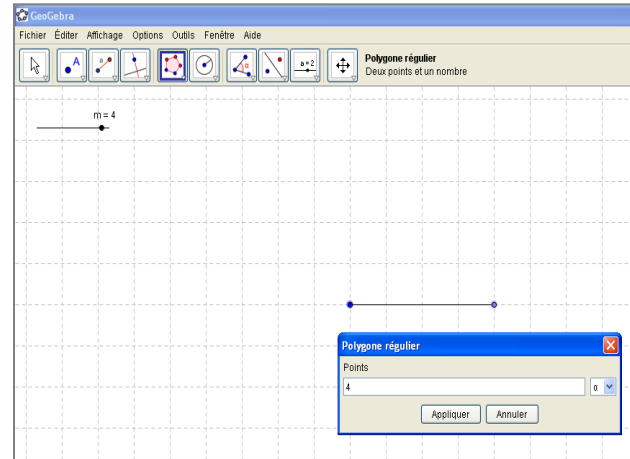 GeoGebra
Fichier Éditer Affichage Options Outils Fenêtre Aide
A a α a = 2 Polygone régulier
Deux points et un nombre
m = 4
Polygone régulier
Points
4 α
Appliquer Annuler